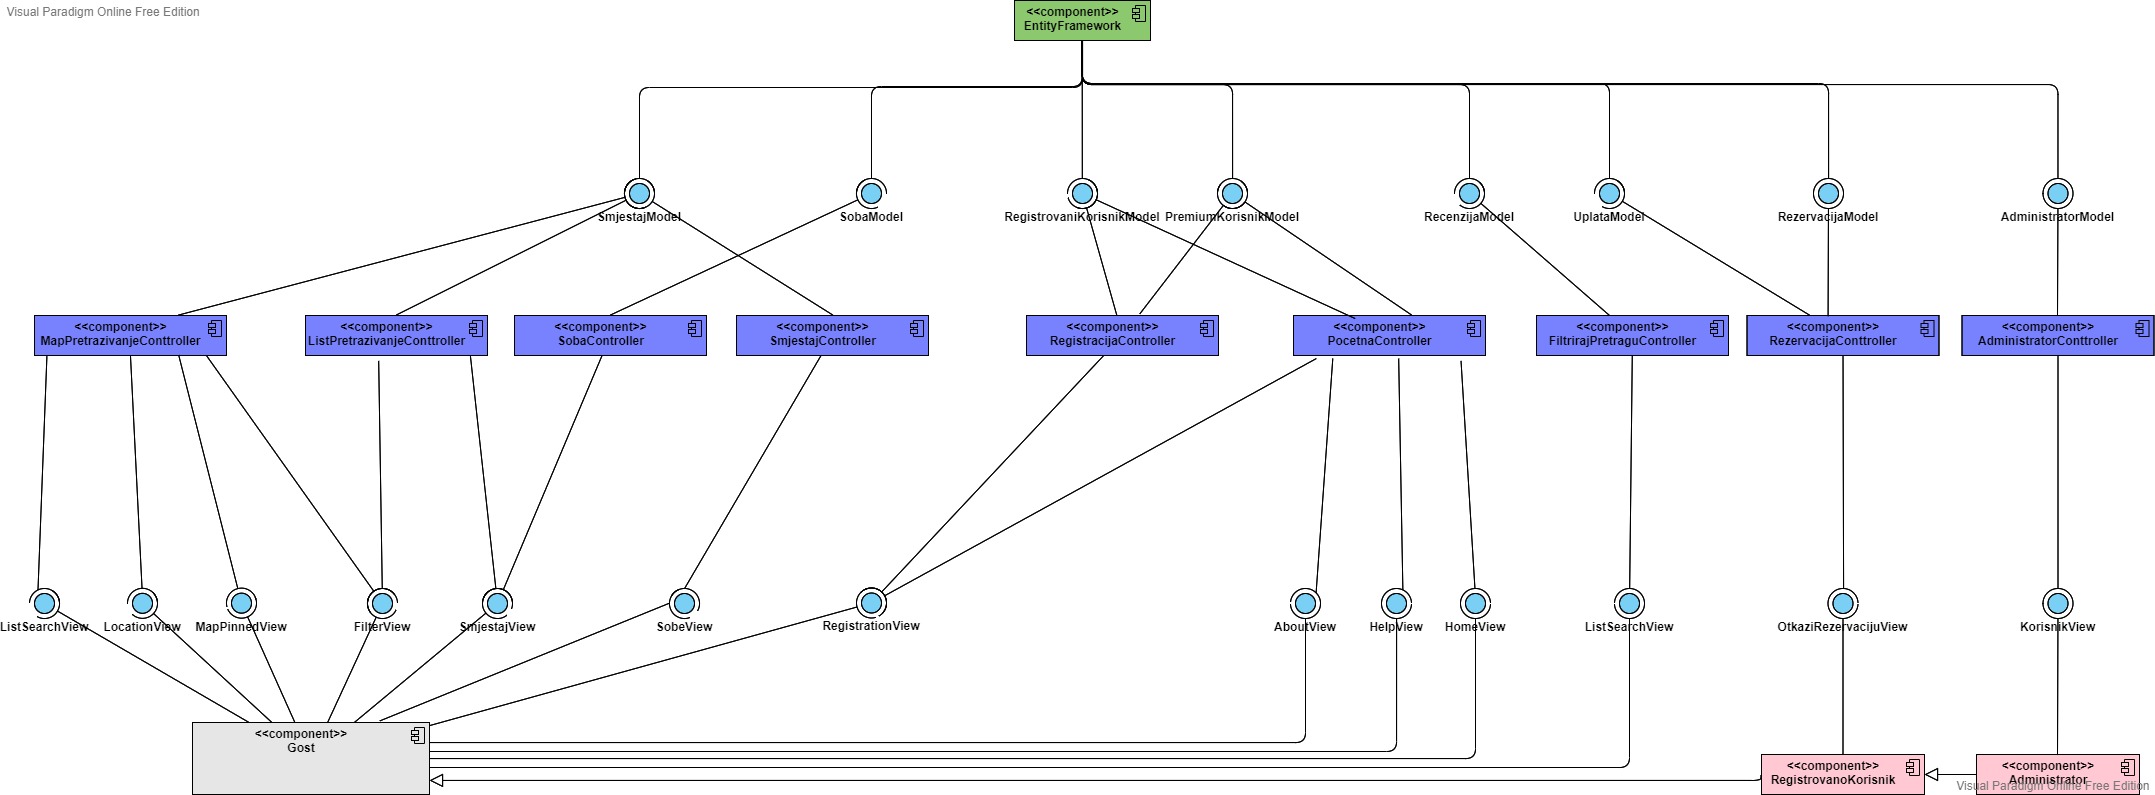 Visual Paradigm Online Free Edition
<<component>>
EntityFramework
SmjestajModel
SobaModel
RegistrovaniKorisnikModel
PremiumKorisnikModel
RecenzijaModel
UplataModel
RezervacijaModel
AdministratorModel
<<component>>
MapPretrazivanjeConttroller
<<component>>
ListPretrazivanjeConttroller
<<component>>
SobaController
<<component>>
SmjestajController
<<component>>
RegistracijaController
<<component>>
PocetnaController
<<component>>
FiltrirajPretraguController
<<component>>
RezervacijaConttroller
<<component>>
AdministratorConttroller
ListSearchView
LocationView
MapPinnedView
FilterView
SmjestajView
SobeView
RegistrationView
AboutView
HelpView
HomeView
ListSearchView
OtkaziRezervacijuView
KorisnikView
<<component>>
Gost
<<component>>
RegistrovanoKorisnik
<<component>>
Administrator
Visual Paradigm Online Free Edition